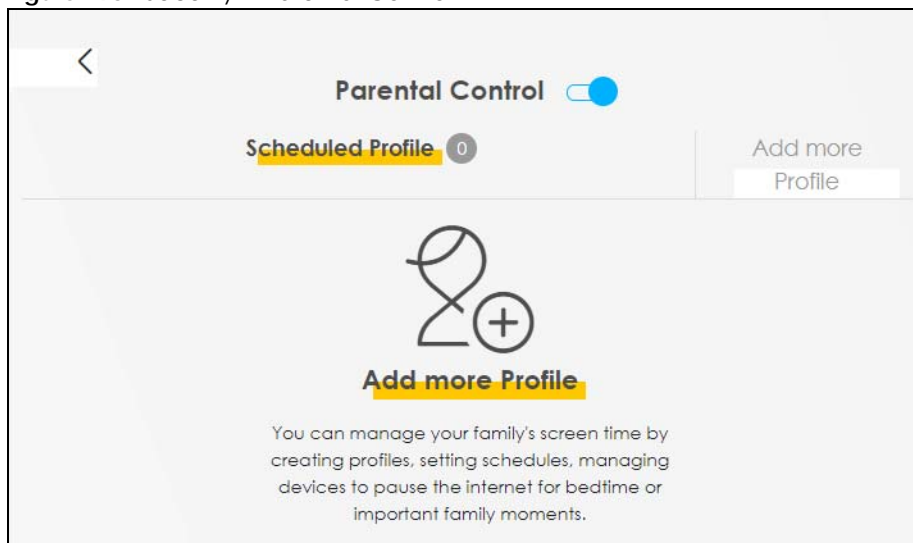 Parental Control
Scheduled Profile 0
Add more
Profile
Add more Profile
You can manage your family's screen time by
creating profiles, setting schedules, managing
devices to pause the internet for bedtime or
important family moments.